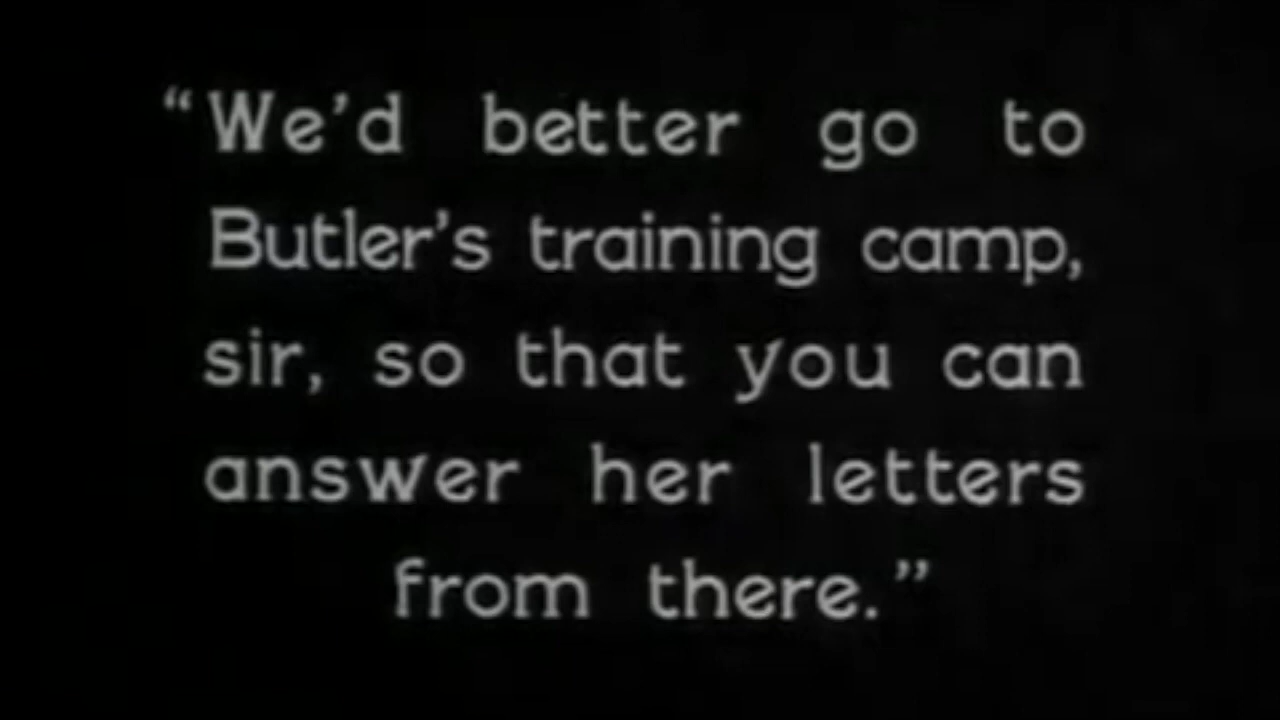 “We’d better go to
Butler’s training camp,
sir, so that you can
answer her letters
from there.”